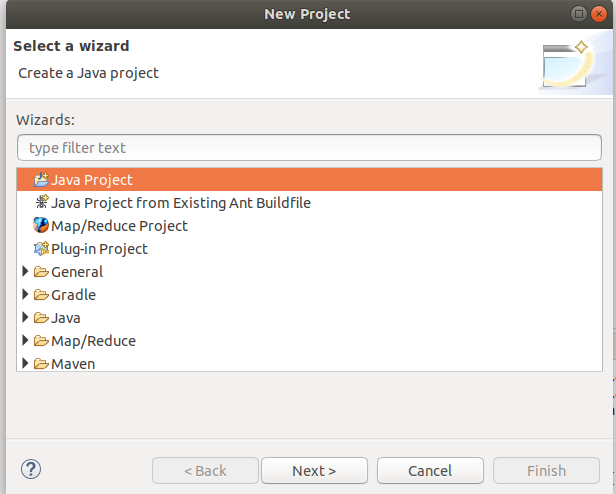 New Project
Select a wizard
Create a Java project
Wizards:
type filter text
Java Project
Java Project from Existing Ant Buildfile
Map/Reduce Project
Plug-in Project
General
Gradle
Java
Map/Reduce
Maven
? < Back Next > Cancel Finish